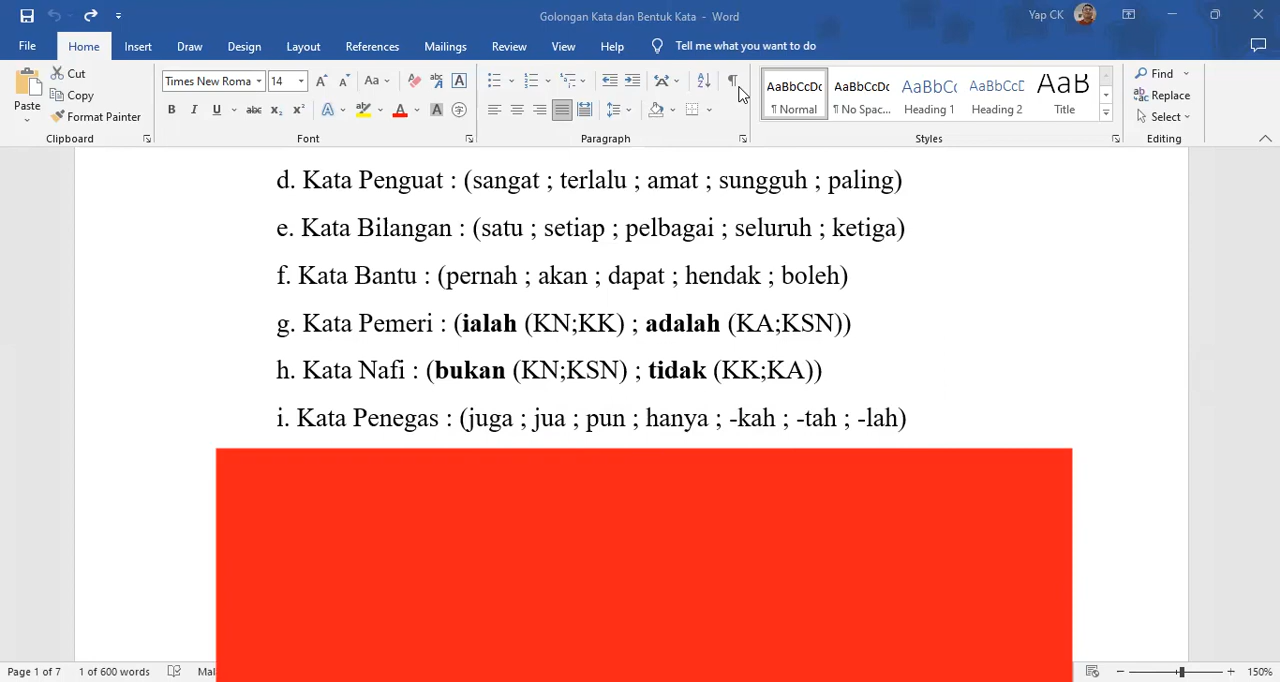 Golongan Kata dan Bentuk Kata - Word
Yap CK
File Home Insert Draw Design Layout References Mailings Review View Help Tell me what you want to do
Paste
Cut
Copy
Format Painter
Clipboard
Times New Roma 14
Aa
B I U abc x₂ x²
Font
Paragraph
AaBbCcDc AaBbCcDc AaBbCc AaBbCcD AaB
¶ Normal ¶ No Spac... Heading 1 Heading 2 Title
Styles
Find
Replace
Select
Editing
d. Kata Penguat : (sangat ; terlalu ; amat ; sungguh ; paling)
e. Kata Bilangan : (satu ; setiap ; pelbagai ; seluruh ; ketiga)
f. Kata Bantu : (pernah ; akan ; dapat ; hendak ; boleh)
g. Kata Pemeri : (ialah (KN;KK) ; adalah (KA;KSN))
h. Kata Nafi : (bukan (KN;KSN) ; tidak (KK;KA))
i. Kata Penegas : (juga ; jua ; pun ; hanya ; -kah ; -tah ; -lah)
Page 1 of 7 1 of 600 words 150%